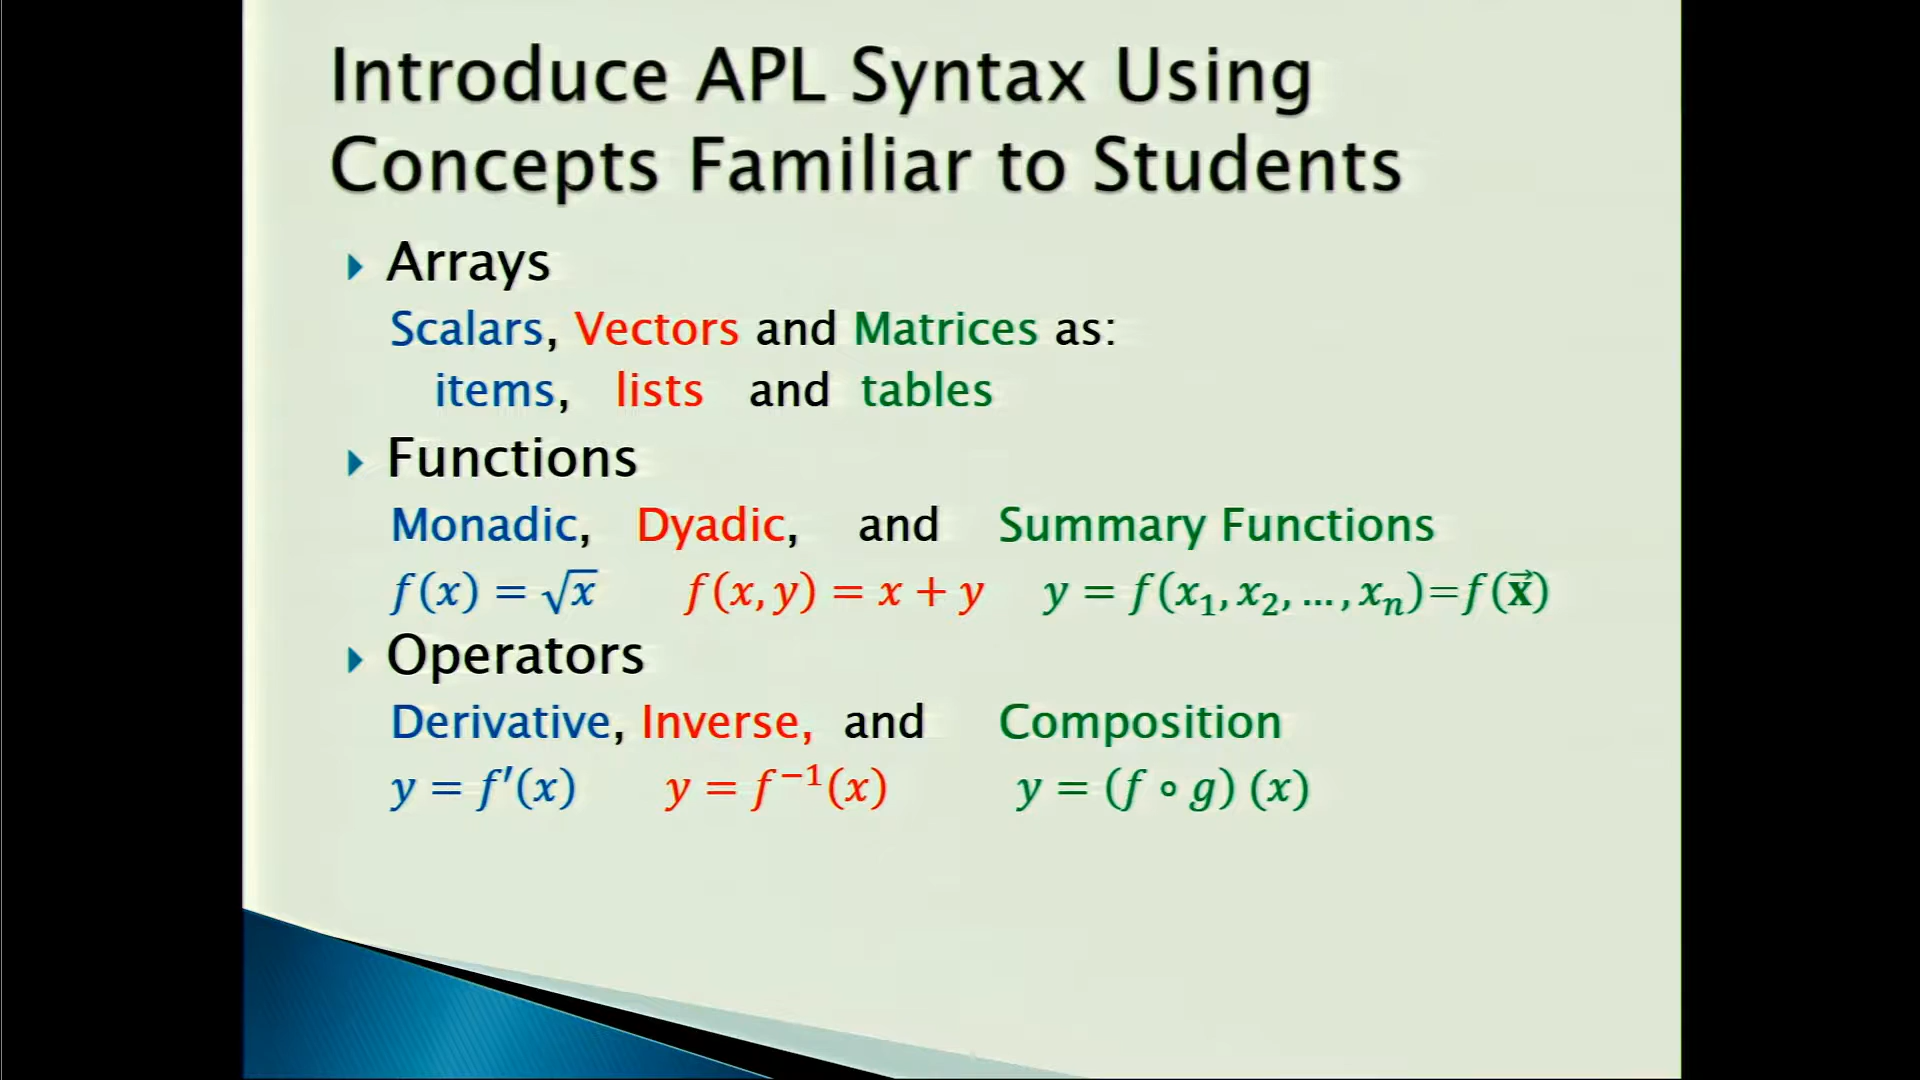 Introduce APL Syntax Using
Concepts Familiar to Students
Arrays
Scalars, Vectors and Matrices as:
items, lists and tables
Functions
Monadic, Dyadic, and Summary Functions
f(x) = √x f(x, y) = x + y y = f(x₁, x₂, ..., xₙ)=f(x⃗)
Operators
Derivative, Inverse, and Composition
y = f′(x) y = f⁻¹(x) y = (f ∘ g) (x)